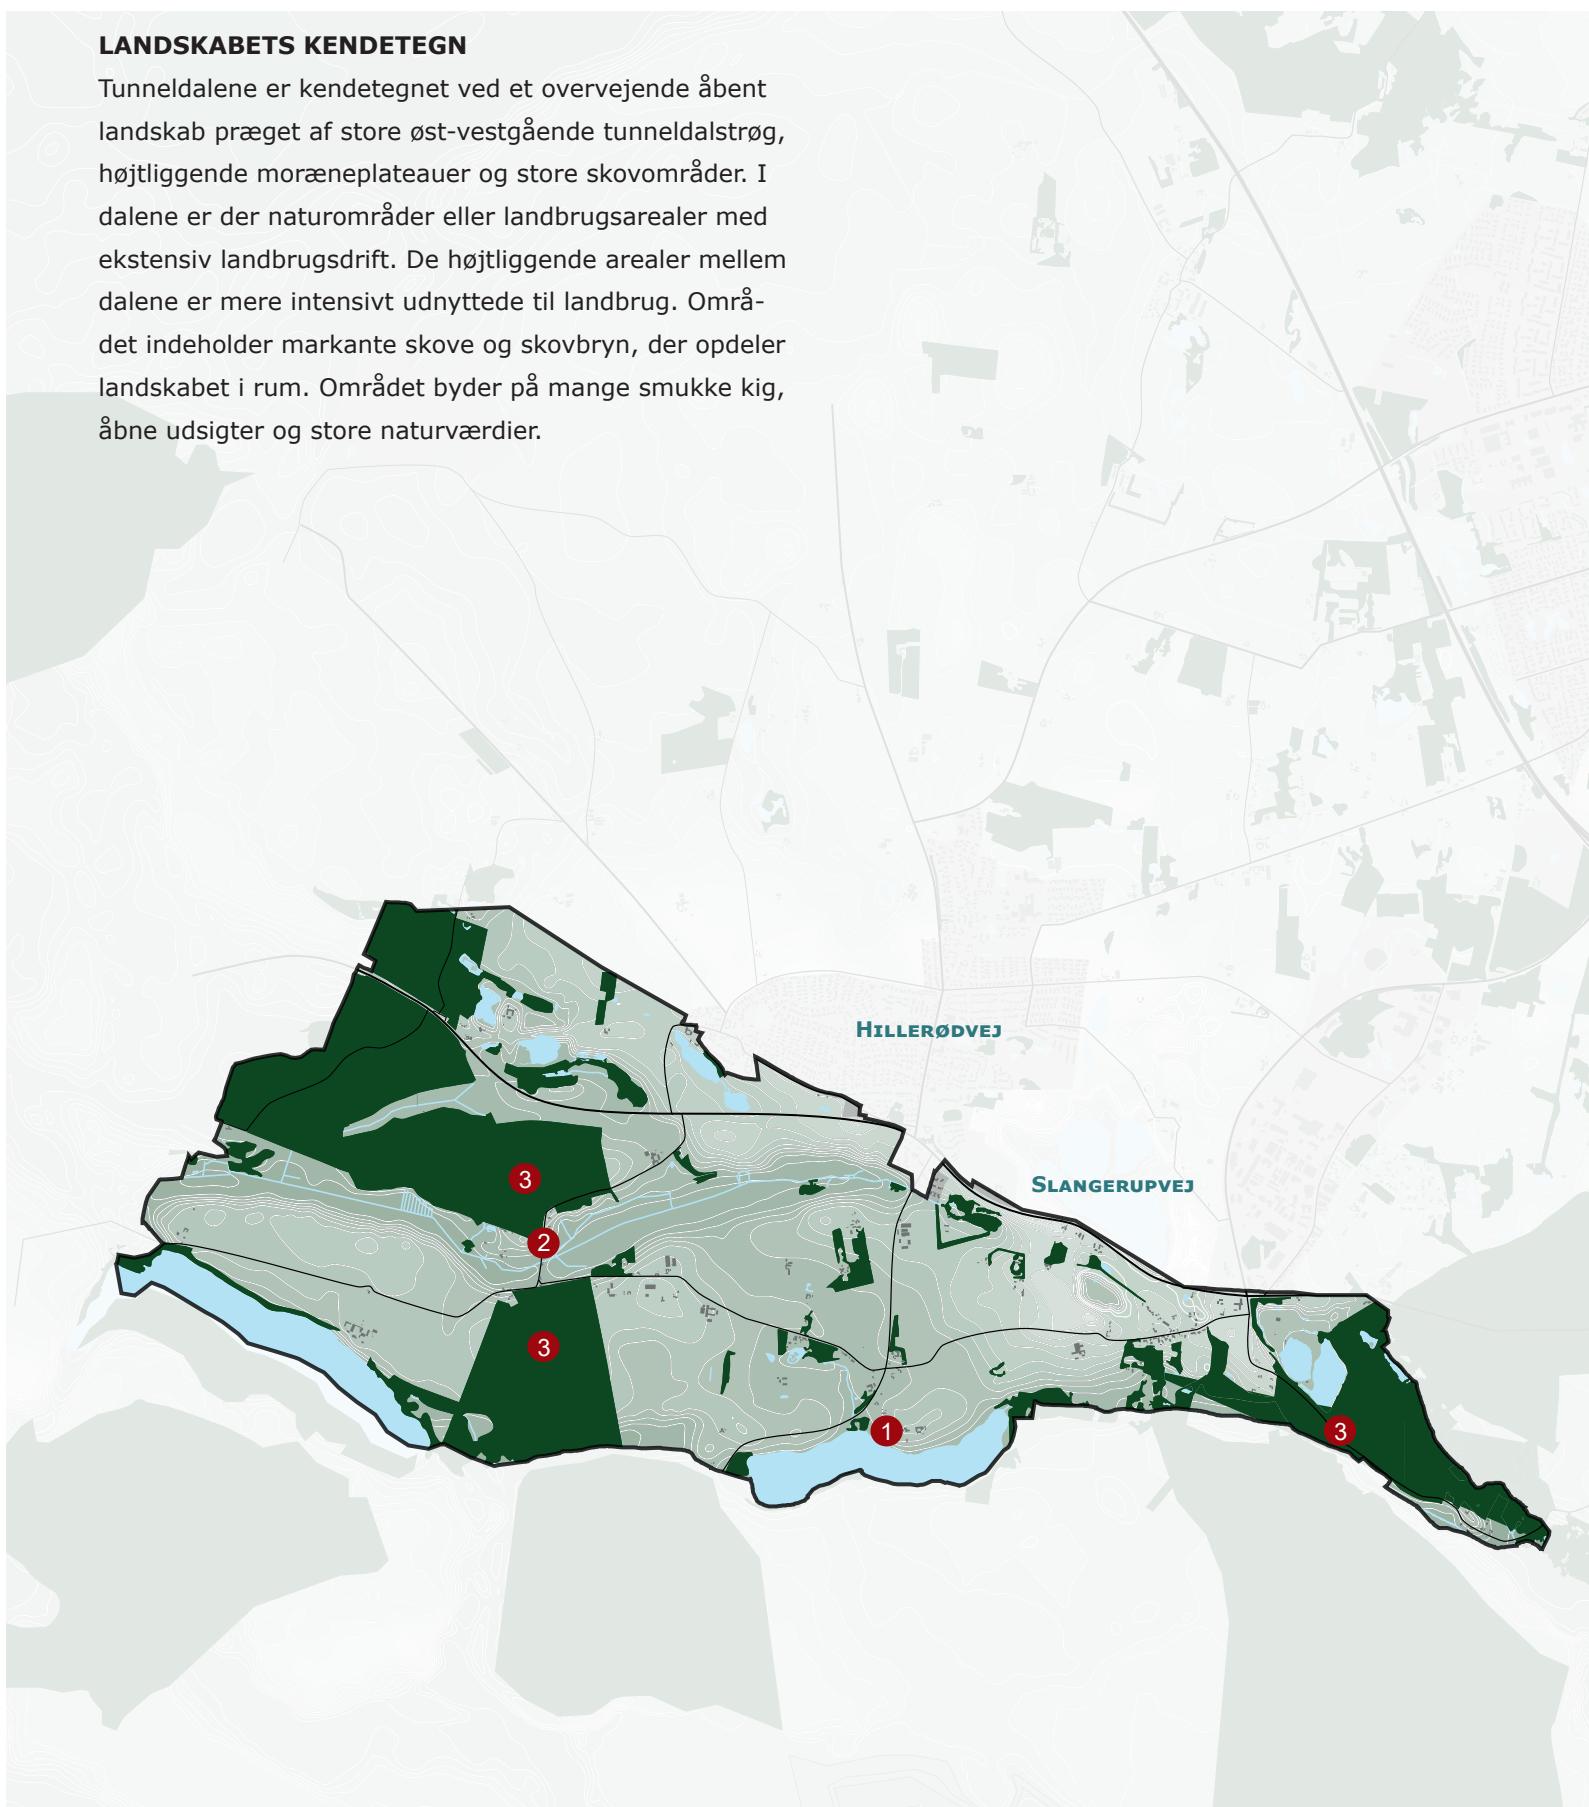 LANDSKABETS KENDETEGN
Tunneldalene er kendetegnet ved et overvejende åbent
landskab præget af store øst-vestgående tunneldalstrøg,
højtliggende moræneplateauer og store skovområder. I
dalene er der naturområder eller landbrugsarealer med
ekstensiv landbrugsdrift. De højtliggende arealer mellem
dalene er mere intensivt udnyttede til landbrug. Områ-
det indeholder markante skove og skovbryn, der opdeler
landskabet i rum. Området byder på mange smukke kig,
åbne udsigter og store naturværdier.
HILLERØDVEJ
3
SLANGERUPVEJ
2
3
1
3